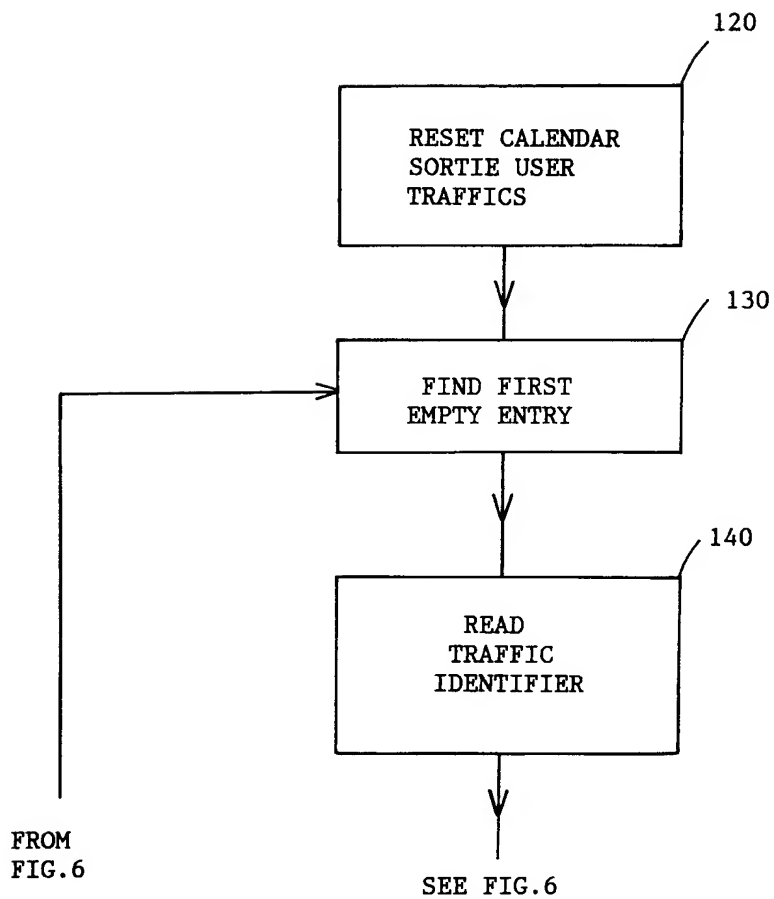 120
RESET CALENDAR
SORTIE USER
TRAFFICS
130
FIND FIRST
EMPTY ENTRY
140
READ
TRAFFIC
IDENTIFIER
FROM
FIG.6
SEE FIG.6